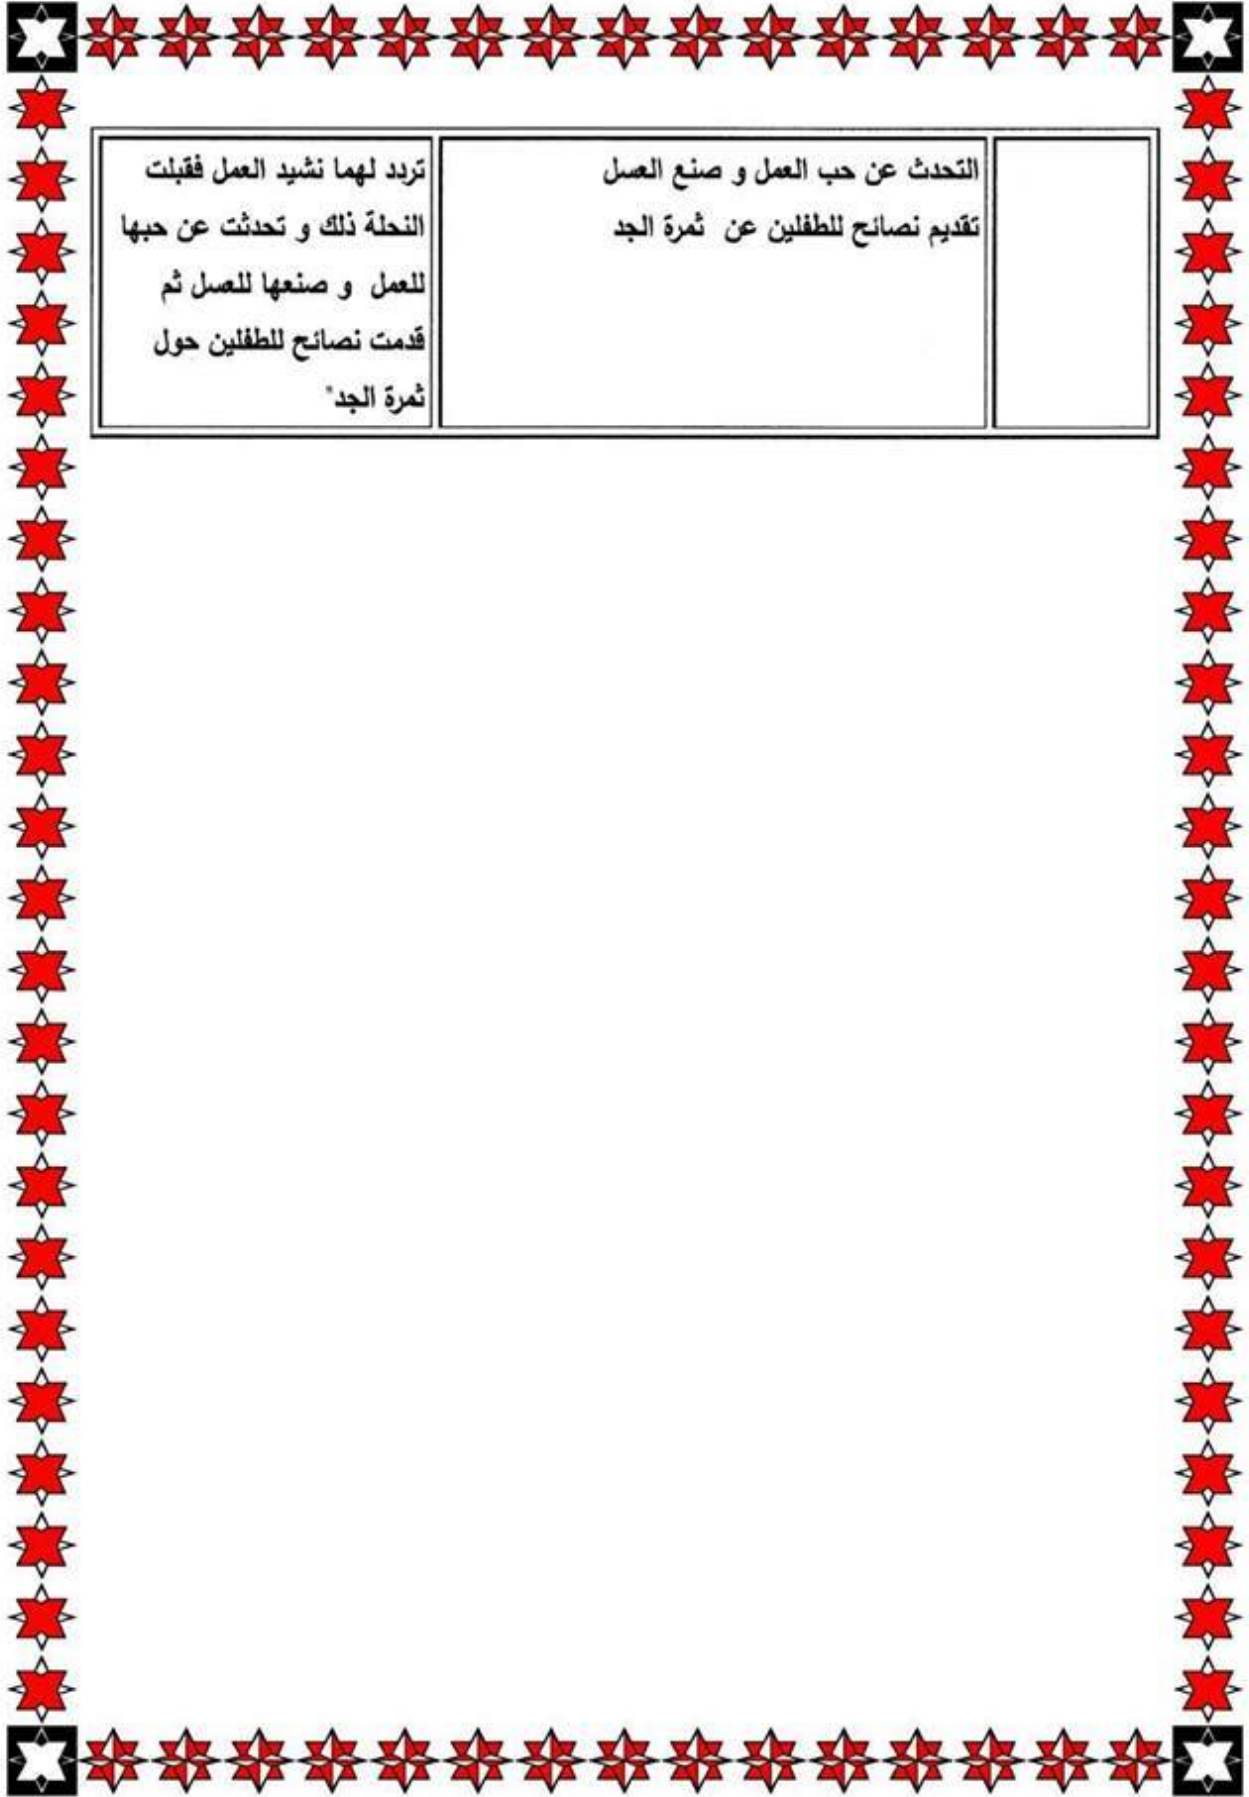 التحدث عن حب العمل و صنع العسل
تقديم نصائح للطفلين عن ثمرة الجد
تردد لهما نشيد العمل فقبلت
النحلة ذلك و تحدثت عن حبها
للعمل و صنعها للعسل ثم
قدمت نصائح للطفلين حول
ثمرة الجد"